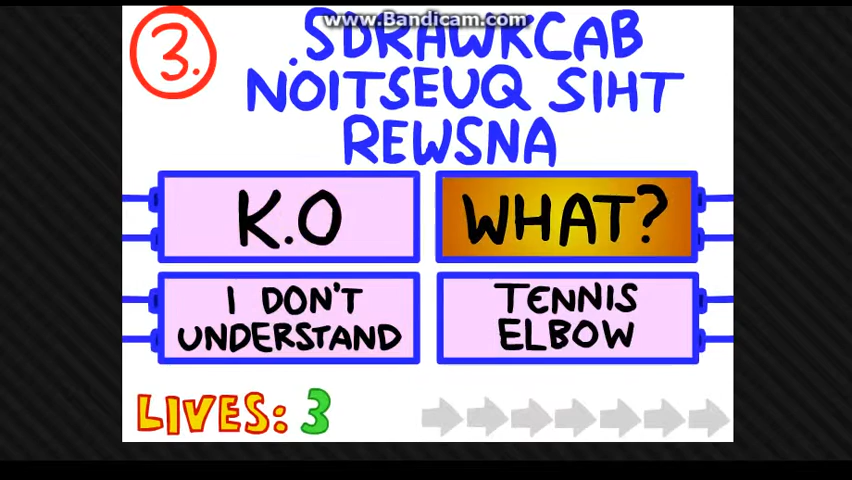 www.Bandicam.com
3.
.SDRAWKCAB
NOITSEUQ SIHT
REWSNA
K.O
WHAT?
I DON'T
UNDERSTAND
TENNIS
ELBOW
LIVES: 3